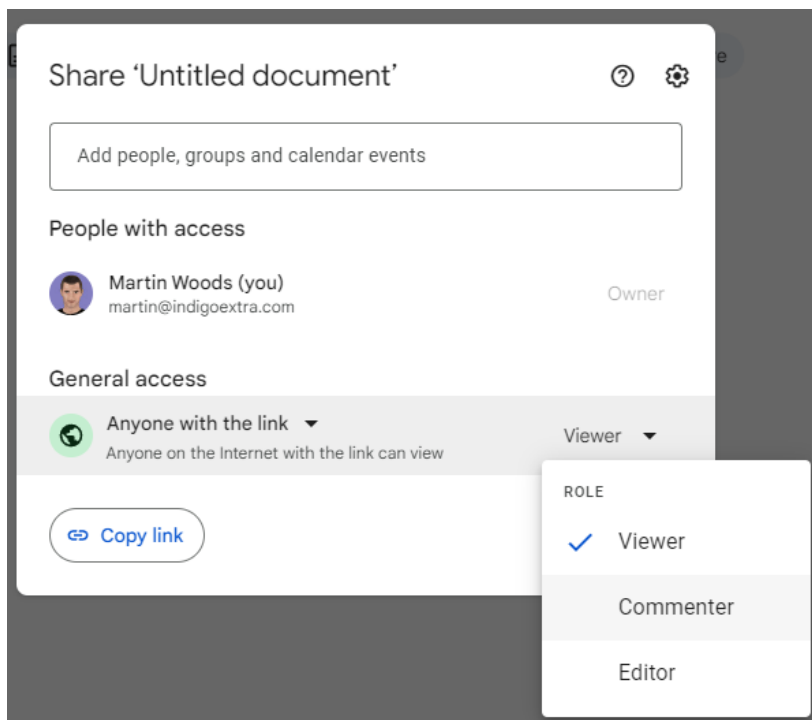 Share ‘Untitled document’
Add people, groups and calendar events
People with access
Martin Woods (you)
martin@indigoextra.com
Owner
General access
Anyone with the link
Anyone on the Internet with the link can view
Viewer
Copy link
ROLE
Viewer
Commenter
Editor